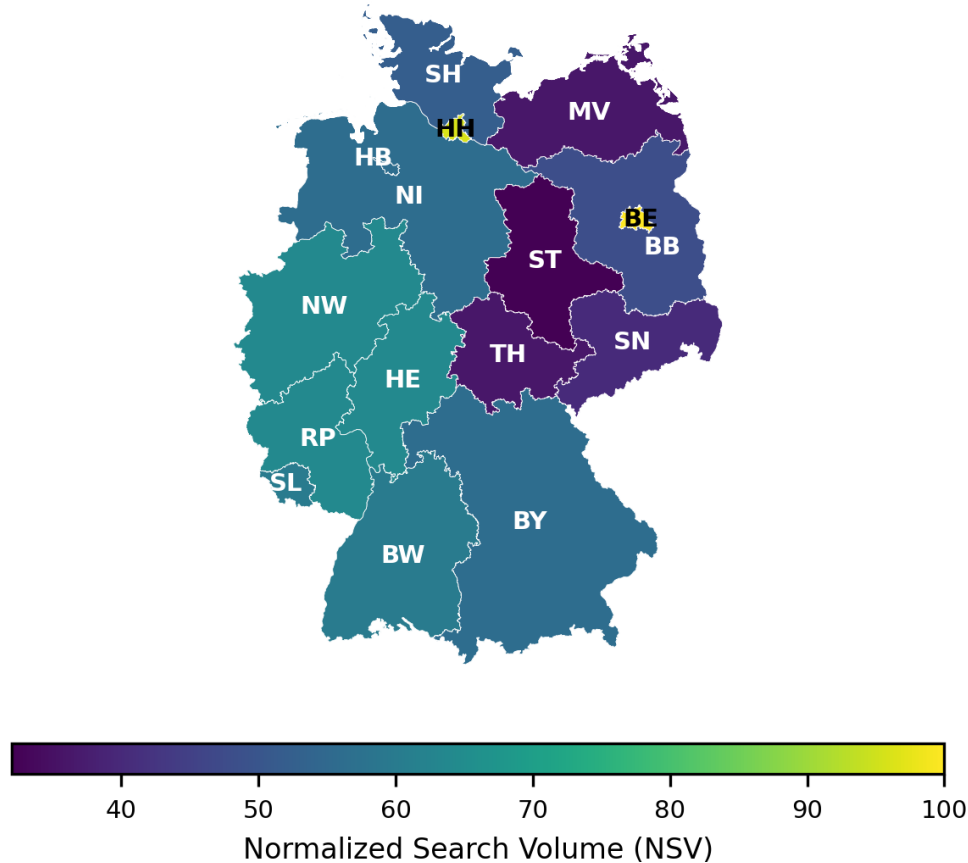 SH
MV
HH
HB
NI
BE
BB
ST
NW
SN
TH
HE
RP
SL
BY
BW
40 50 60 70 80 90 100
Normalized Search Volume (NSV)